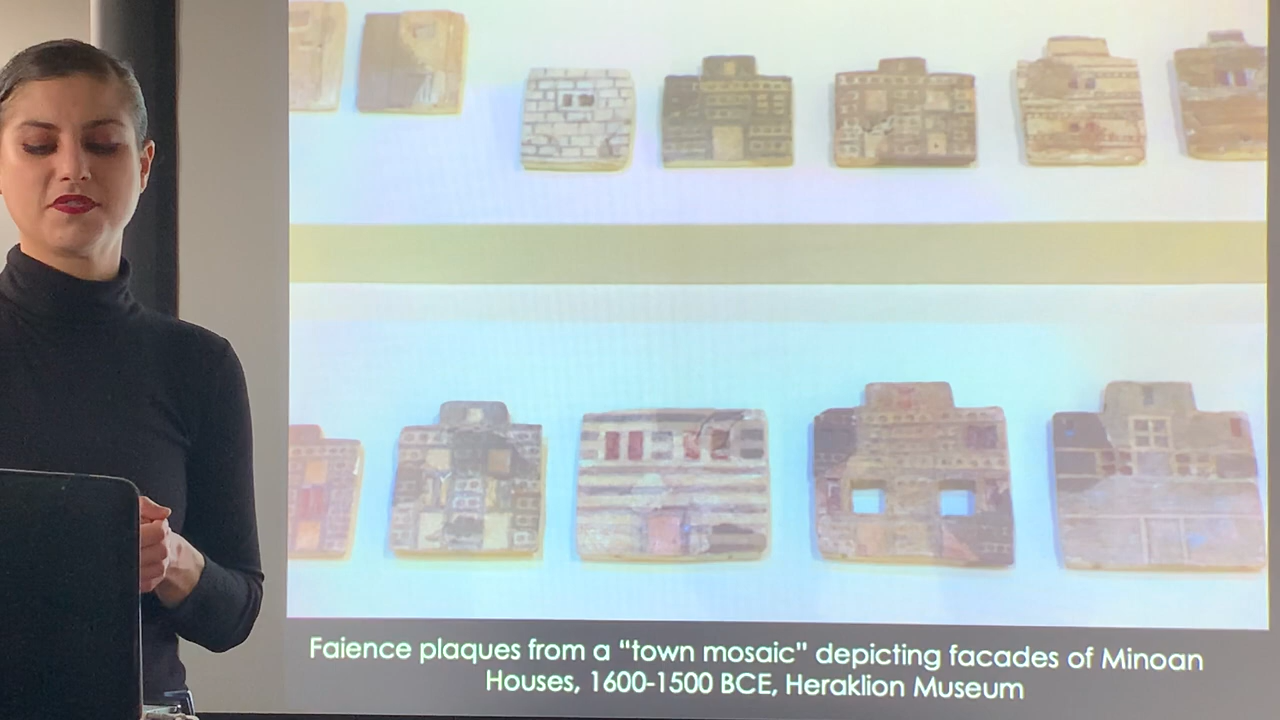 Faience plaques from a “town mosaic” depicting facades of Minoan
Houses, 1600-1500 BCE, Heraklion Museum